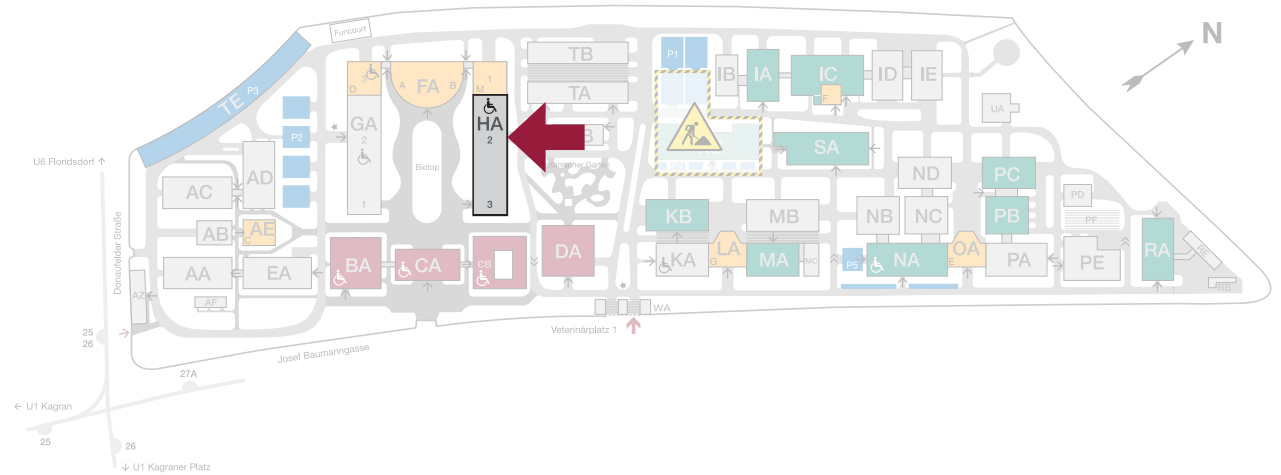 Funcourt
N
TE
P3
P2
P1
3
D
A
FA
B
1
M
GA
2
1
HA
2
3
Biotop
TB
TA
B
IB
IA
IC
F
ID
IE
UA
SA
ND
PC
PD
PF
NB
NC
PB
KB
MB
LA
G
KA
MA
MC
P5
NA
OA
E
PA
PE
RA
RE
RB
AC
AD
AB
AE
C
AA
EA
AF
AZ
BA
CA
CB
DA
WA
Veterinärplatz 1
Josef Baumanngasse
Donaufelder Straße
U6 Floridsdorf ↑
25
26
27A
← U1 Kagran
25
26
↓ U1 Kagraner Platz